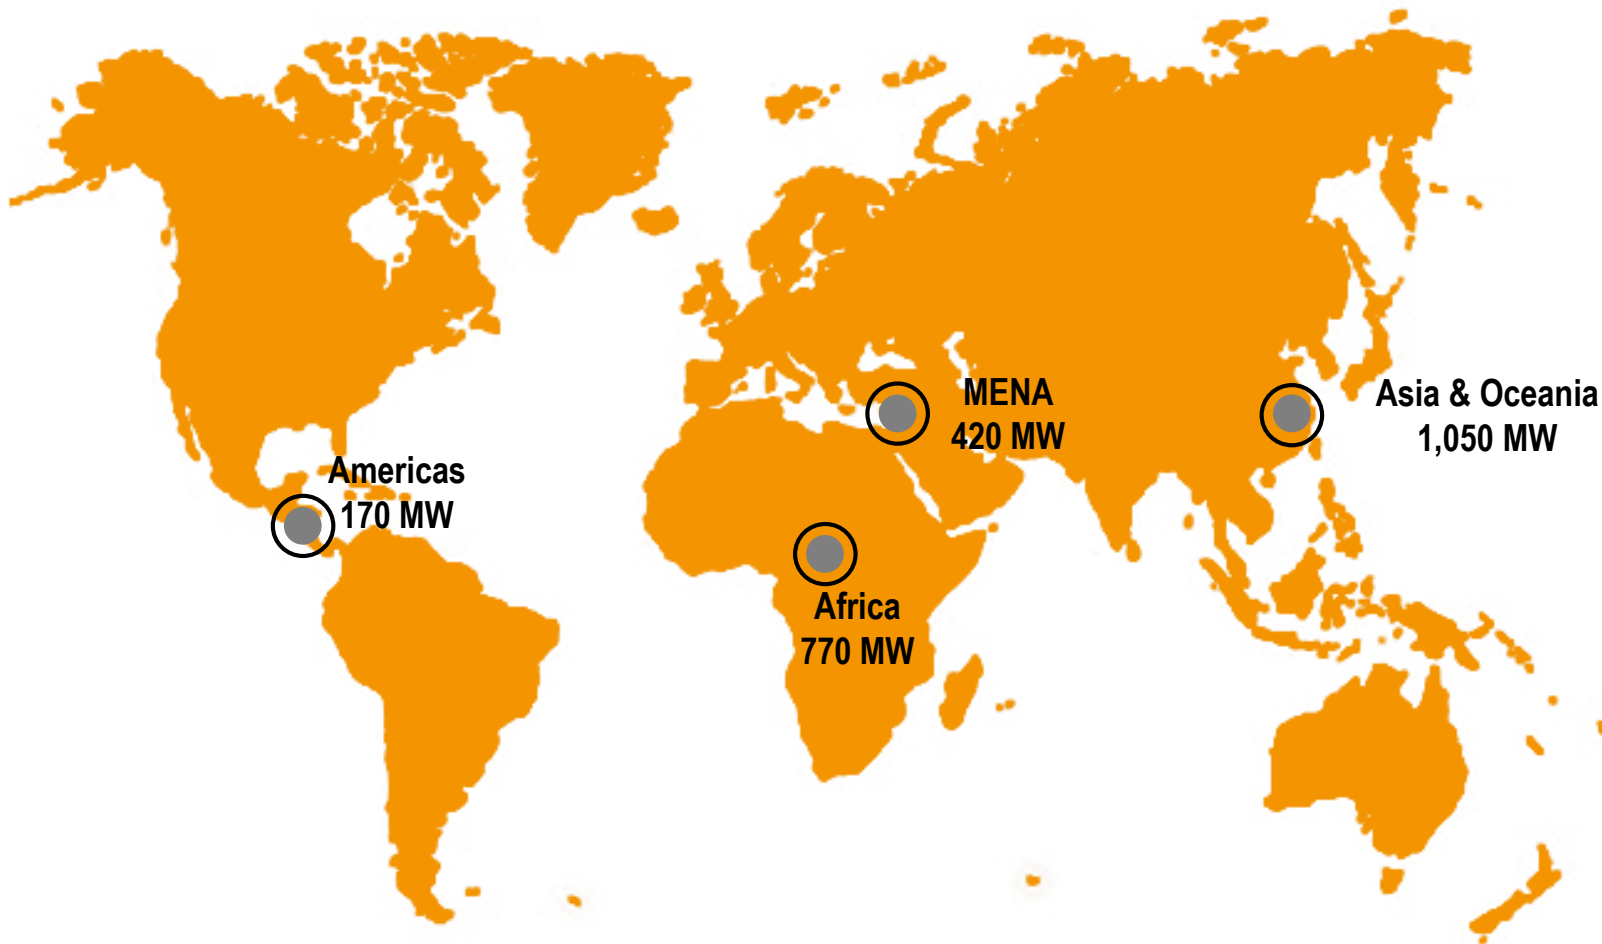 MENA
420 MW
Asia & Oceania
1,050 MW
Americas
170 MW
Africa
770 MW